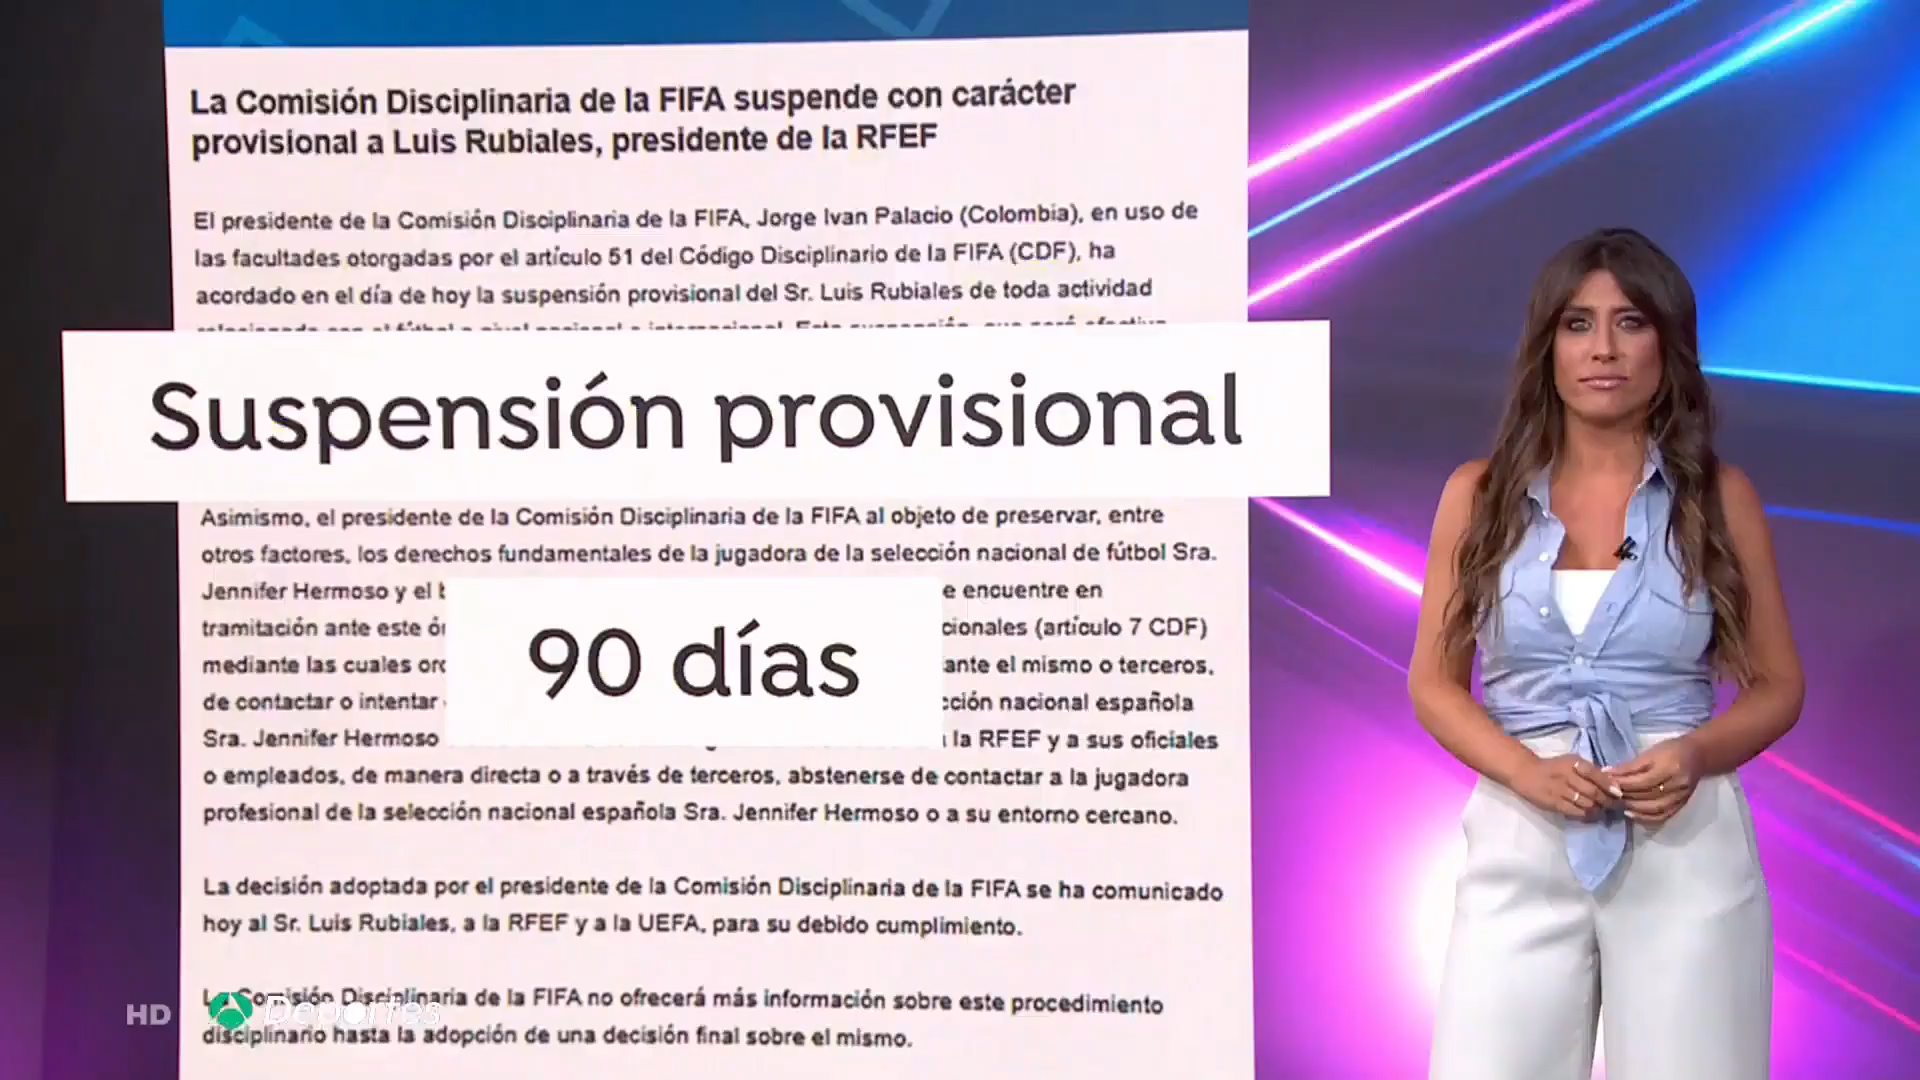 La Comisión Disciplinaria de la FIFA suspende con carácter
provisional a Luis Rubiales, presidente de la RFEF
El presidente de la Comisión Disciplinaria de la FIFA, Jorge Ivan Palacio (Colombia), en uso de
las facultades otorgadas por el artículo 51 del Código Disciplinario de la FIFA (CDF), ha
acordado en el día de hoy la suspensión provisional del Sr. Luis Rubiales de toda actividad
Suspensión provisional
Asimismo, el presidente de la Comisión Disciplinaria de la FIFA al objeto de preservar, entre
otros factores, los derechos fundamentales de la jugadora de la selección nacional de fútbol Sra.
Jennifer Hermoso y el e encuentre en
tramitación ante este cionales (artículo 7 CDF)
90 días
mediante las cuales ante el mismo o terceros,
de contactar o intentar cción nacional española
Sra. Jennifer Hermoso la RFEF y a sus oficiales
o empleados, de manera directa o a través de terceros, abstenerse de contactar a la jugadora
profesional de la selección nacional española Sra. Jennifer Hermoso o a su entorno cercano.
La decisión adoptada por el presidente de la Comisión Disciplinaria de la FIFA se ha comunicado
hoy al Sr. Luis Rubiales, a la RFEF y a la UEFA, para su debido cumplimiento.
La Comisión Disciplinaria de la FIFA no ofrecerá más información sobre este procedimiento
disciplinario hasta la adopción de una decisión final sobre el mismo.
HD Deportes